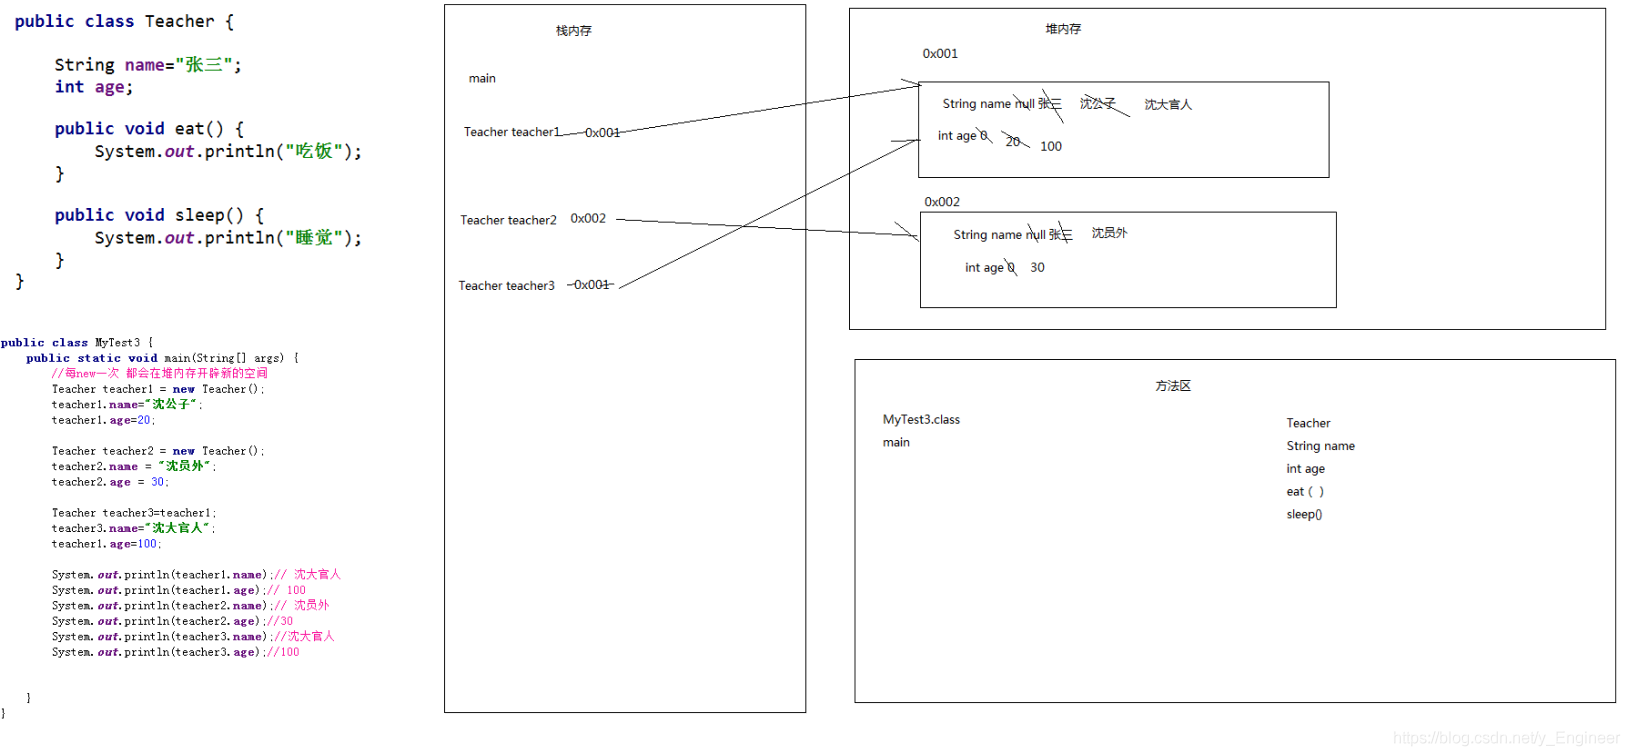 public class Teacher {
String name="张三";
int age;
public void eat() {
System.out.println("吃饭");
}
public void sleep() {
System.out.println("睡觉");
}
}
public class MyTest3 {
public static void main(String[] args) {
//每new一次 都会在堆内存开辟新的空间
Teacher teacher1 = new Teacher();
teacher1.name="沈公子";
teacher1.age=20;
Teacher teacher2 = new Teacher();
teacher2.name = "沈员外";
teacher2.age = 30;
Teacher teacher3=teacher1;
teacher3.name="沈大官人";
teacher1.age=100;
System.out.println(teacher1.name);// 沈大官人
System.out.println(teacher1.age);// 100
System.out.println(teacher2.name);// 沈员外
System.out.println(teacher2.age);//30
System.out.println(teacher3.name);//沈大官人
System.out.println(teacher3.age);//100
}
}
栈内存
main
Teacher teacher1 0x001
Teacher teacher2 0x002
Teacher teacher3 0x001
堆内存
0x001
String name null 张三 沈公子 沈大官人
int age 0 20 100
0x002
String name null 张三 沈员外
int age 0 30
方法区
MyTest3.class
main
Teacher
String name
int age
eat ( )
sleep()
https://blog.csdn.net/y_Engineer